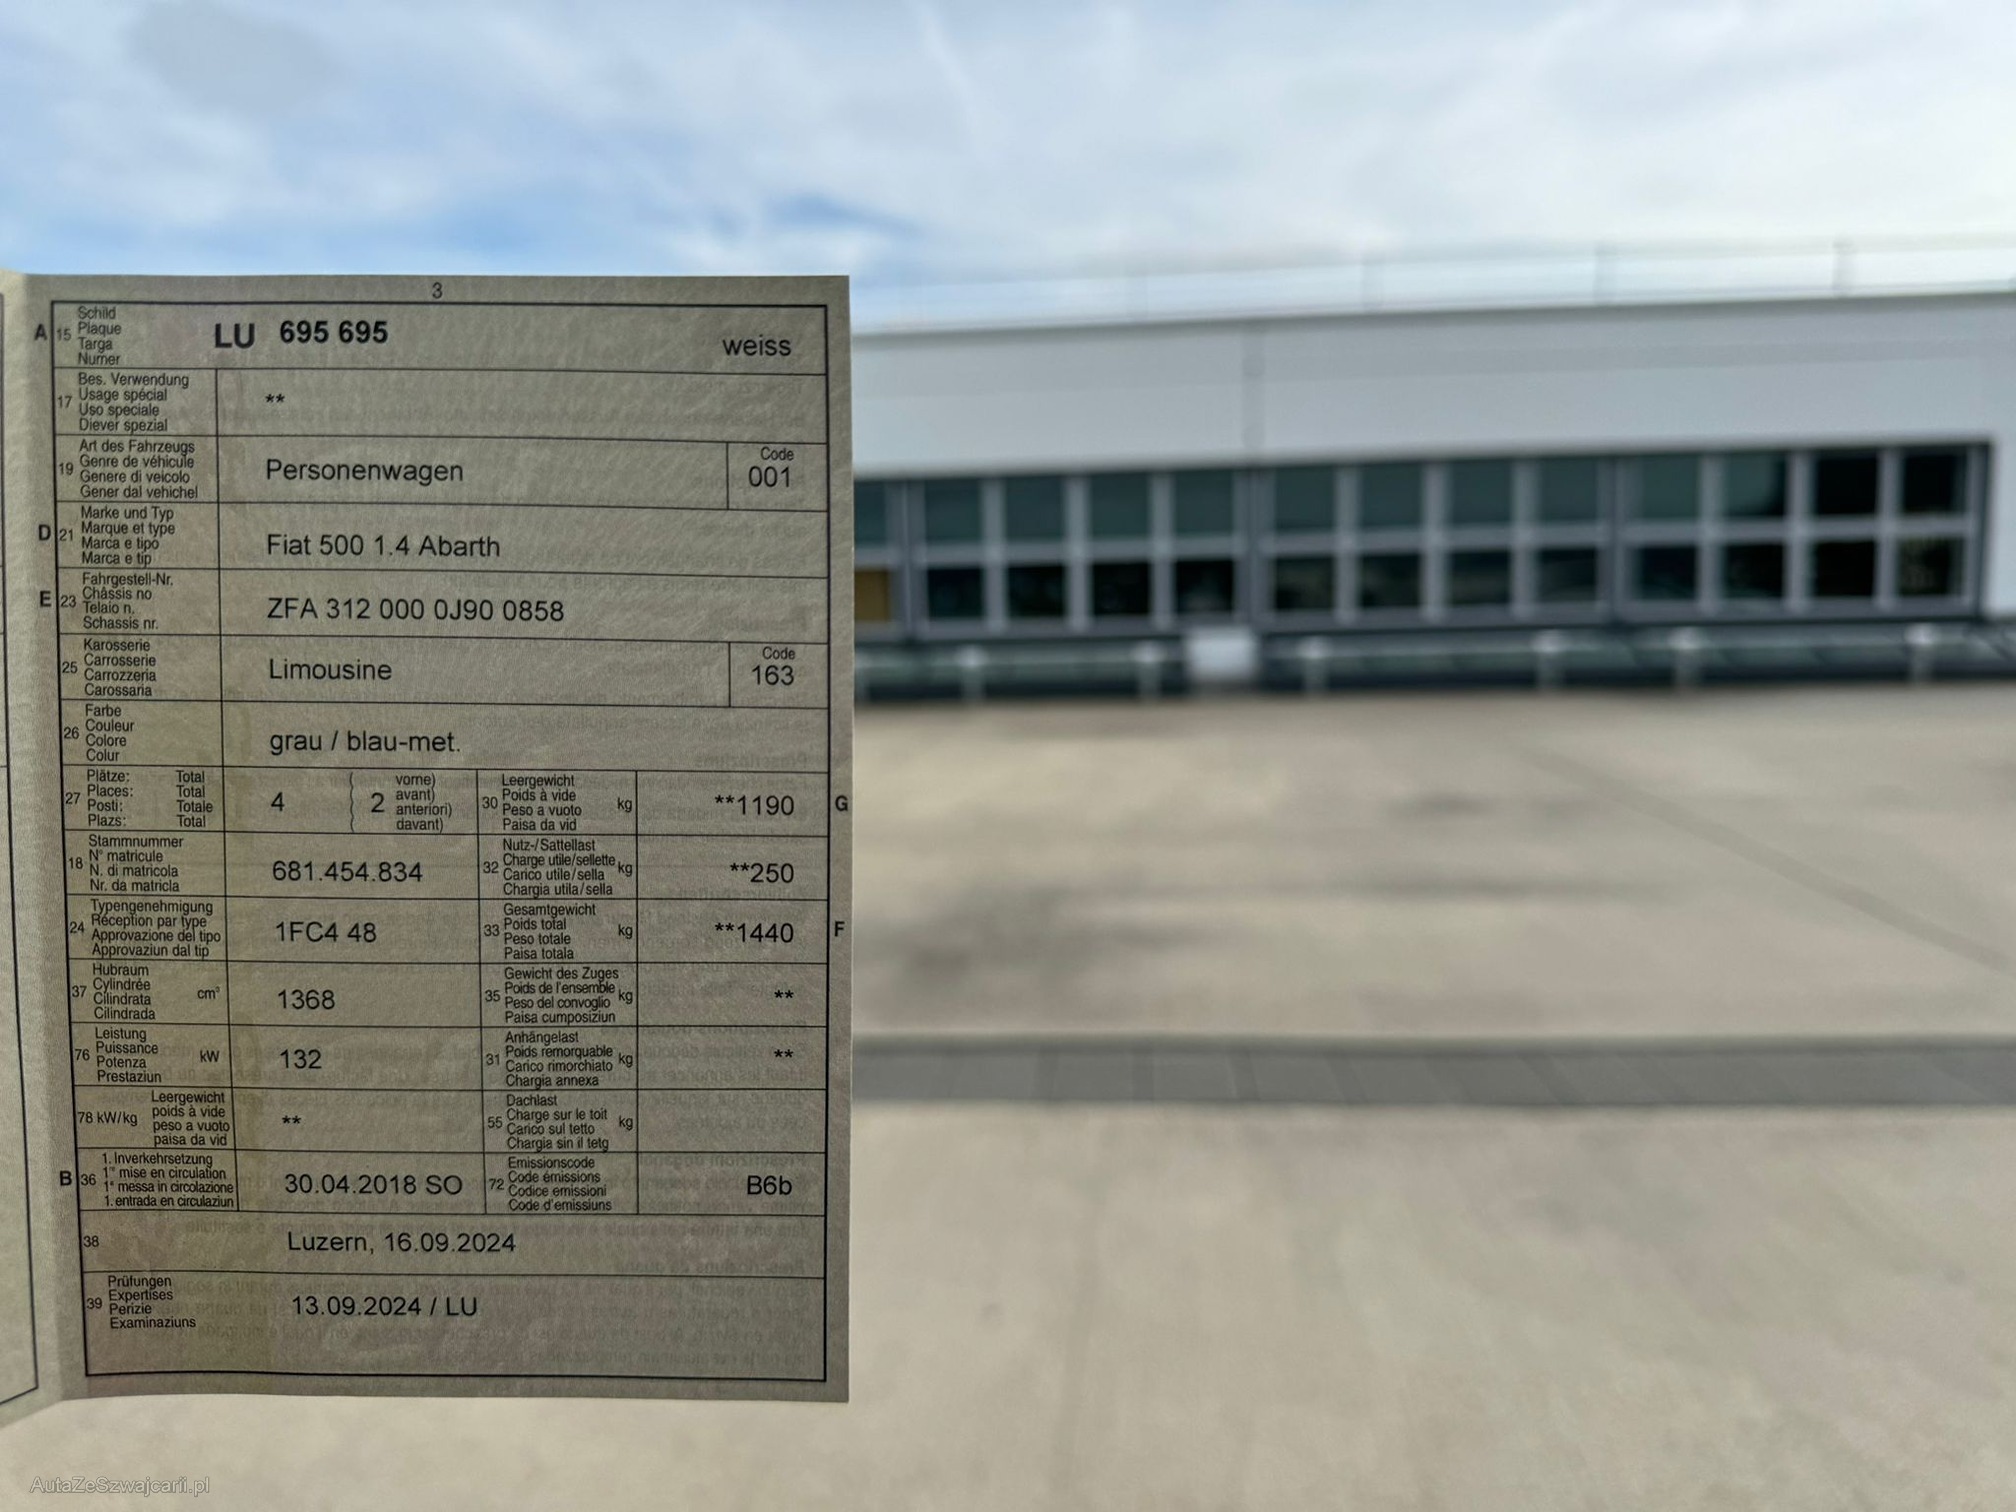 3
A 15 Schild
Plaque
Targa
Numer
LU 695 695 weiss
17 Bes. Verwendung
Usage spécial
Uso speciale
Diever spezial
**
19 Art des Fahrzeugs
Genre de véhicule
Genere di veicolo
Gener dal vehichel
Personenwagen
Code
001
D 21 Marke und Typ
Marque et type
Marca e tipo
Marca e tip
Fiat 500 1.4 Abarth
E 23 Fahrgestell-Nr.
Châssis no
Telaio n.
Schassis nr.
ZFA 312 000 0J90 0858
25 Karosserie
Carrosserie
Carrozzeria
Carossaria
Limousine
Code
163
26 Farbe
Couleur
Colore
Colur
grau / blau-met.
27 Plätze: Total
Places: Total
Posti: Totale
Plazs: Total
4
( 2 vorne)
avant)
anteriori)
davant)
30 Leergewicht
Poids à vide
Peso a vuoto
Paisa da vid
kg
**1190 G
18 Stammnummer
N° matricule
N. di matricola
Nr. da matricla
681.454.834
32 Nutz-/Sattellast
Charge utile/sellette
Carico utile/sella
Chargia utila/sella
kg
**250
24 Typengenehmigung
Réception par type
Approvazione del tipo
Approvaziun dal tip
1FC4 48
33 Gesamtgewicht
Poids total
Peso totale
Paisa totala
kg
**1440 F
37 Hubraum
Cylindrée
Cilindrata
Cilindrada
cm³
1368
35 Gewicht des Zuges
Poids de l'ensemble
Peso del convoglio
Paisa cumposiziun
kg
**
76 Leistung
Puissance
Potenza
Prestaziun
kW
132
31 Anhängelast
Poids remorquable
Carico rimorchiato
Chargia annexa
kg
**
78 kW/kg Leergewicht
poids à vide
peso a vuoto
paisa da vid
**
55 Dachlast
Charge sur le toit
Carico sul tetto
Chargia sin il tetg
kg
B 36 1. Inverkehrsetzung
1re mise en circulation
1a messa in circolazione
1. entrada en circulaziun
30.04.2018 SO
72 Emissionscode
Code émissions
Codice emissioni
Code d'emissiuns
B6b
38 Luzern, 16.09.2024
39 Prüfungen
Expertises
Perizie
Examinaziuns
13.09.2024 / LU
AutaZeSzwajcarii.pl